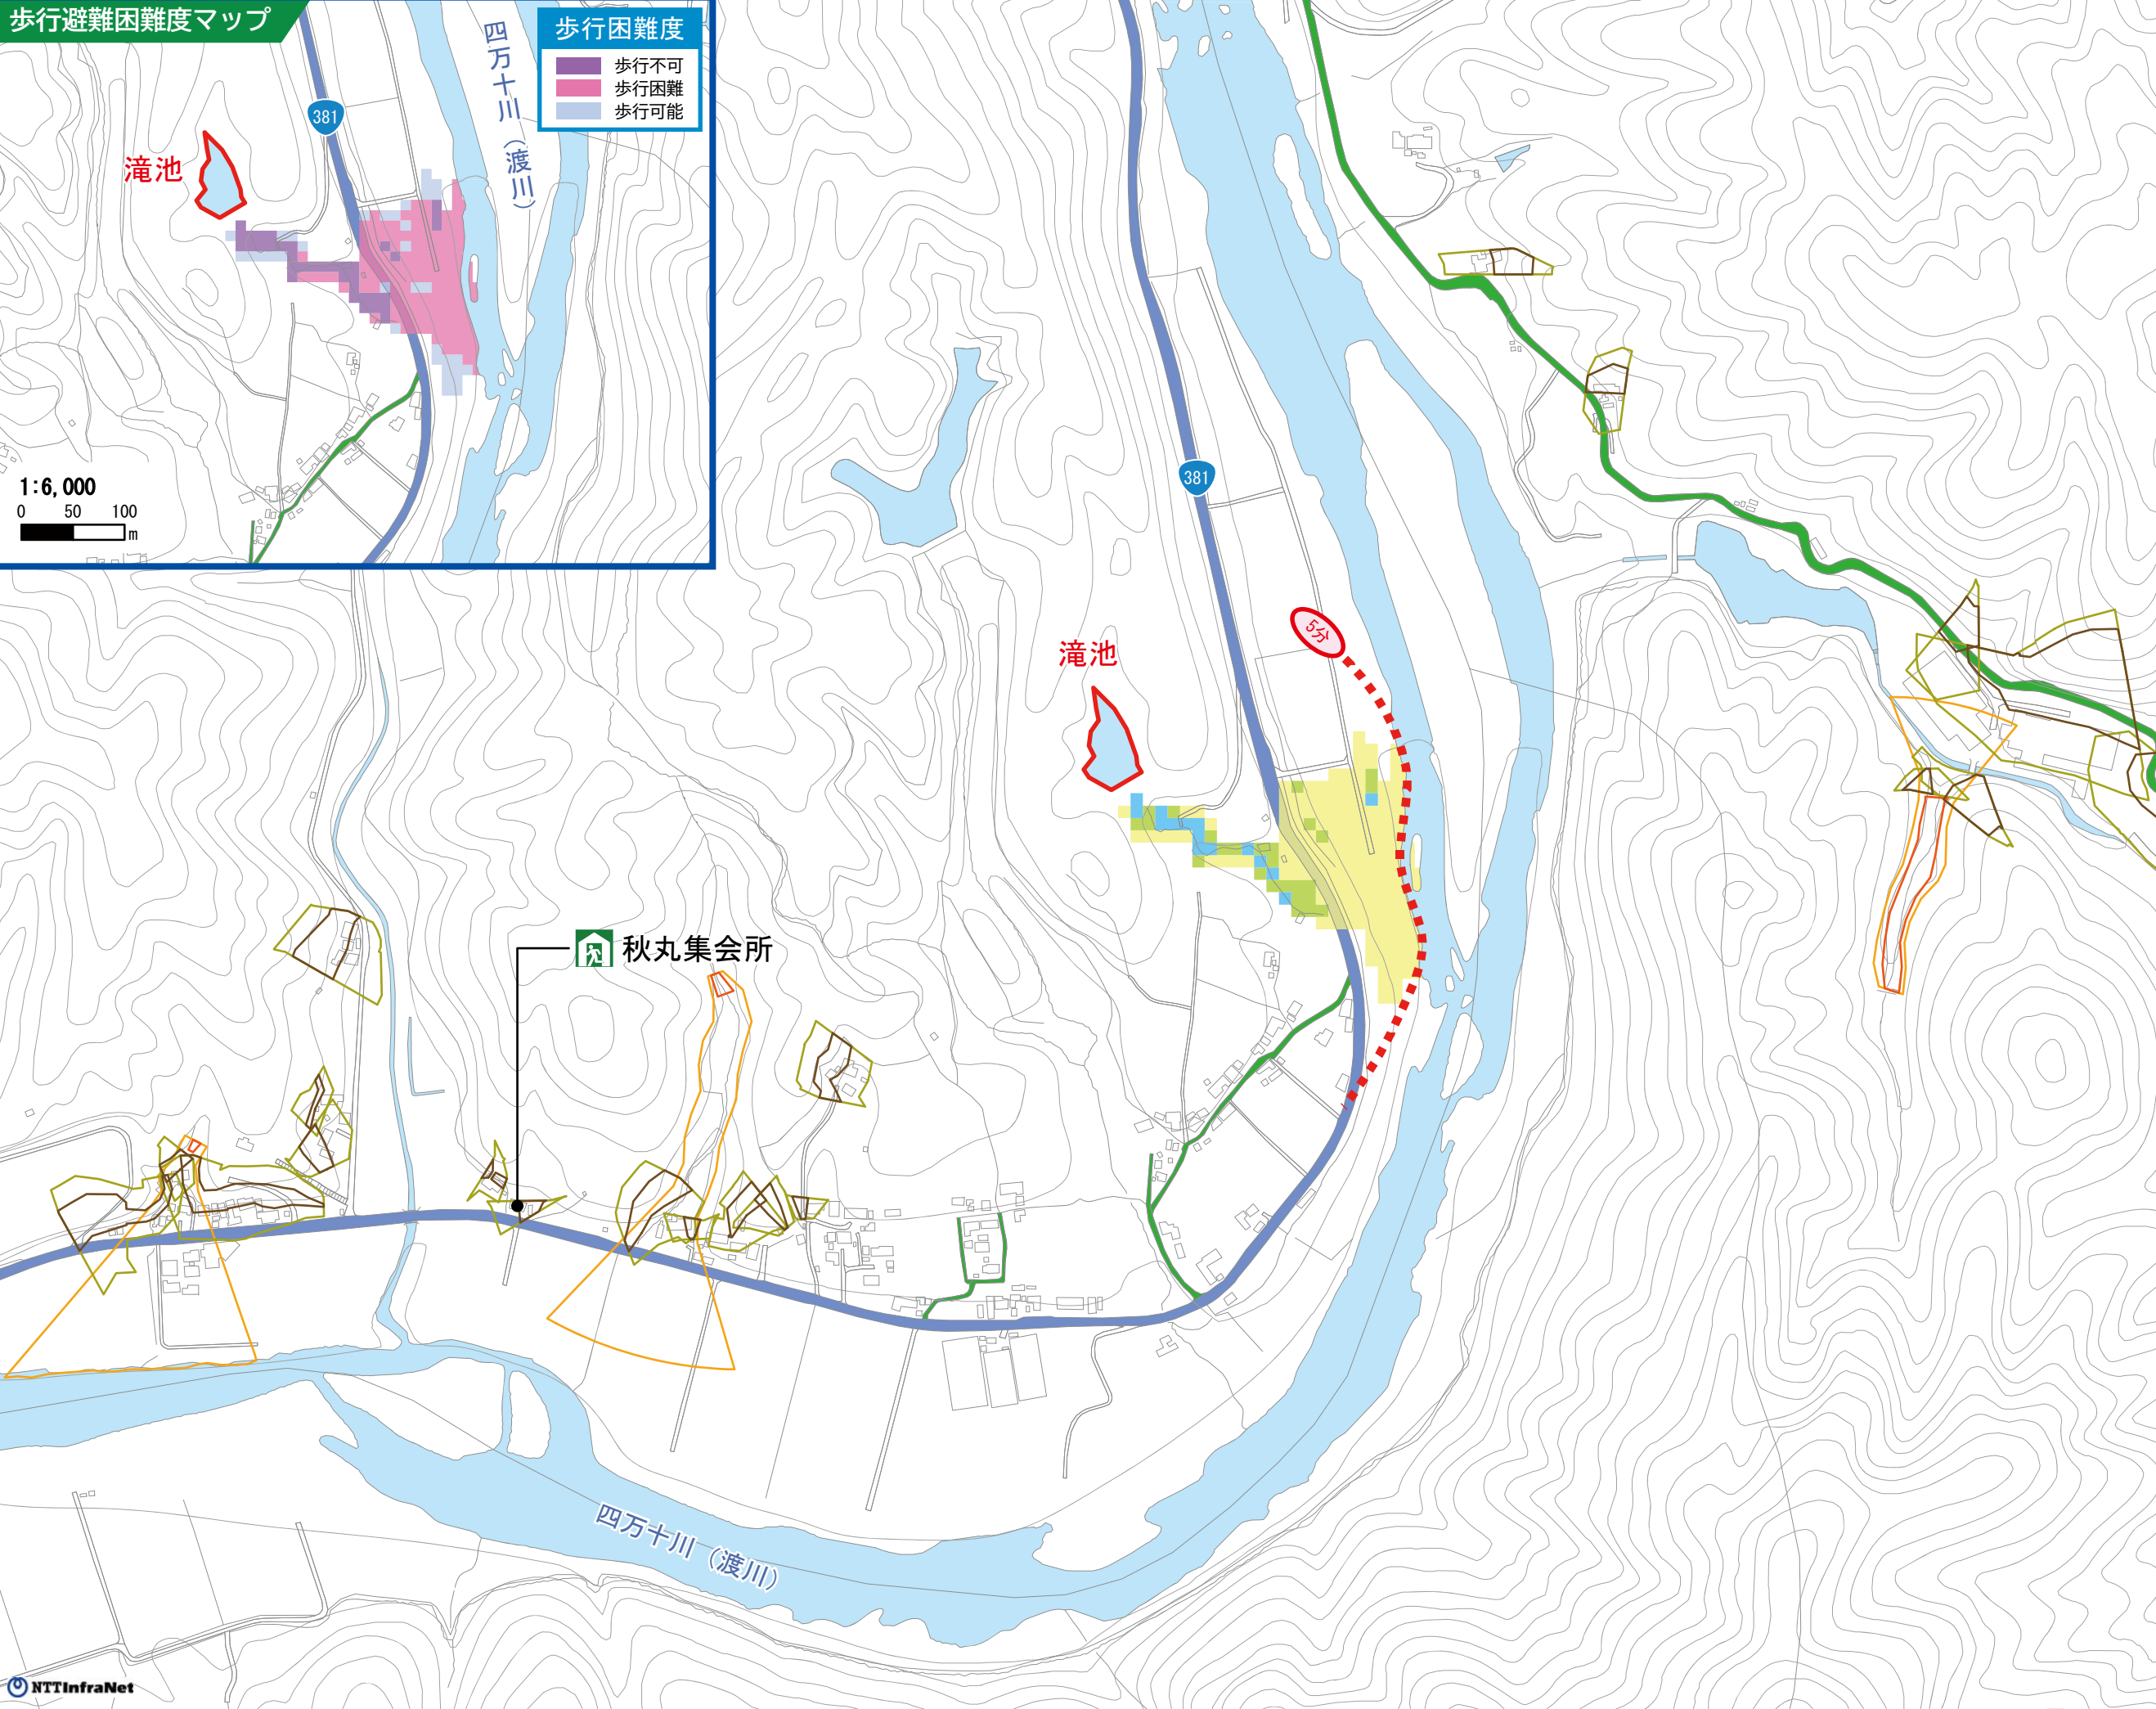 歩行避難困難度マップ
四万十川（渡川）
歩行困難度
歩行不可
歩行困難
歩行可能
381
滝池
1:6,000
0 50 100
m
381
5分
滝池
秋丸集会所
四万十川（渡川）
NTTInfraNet